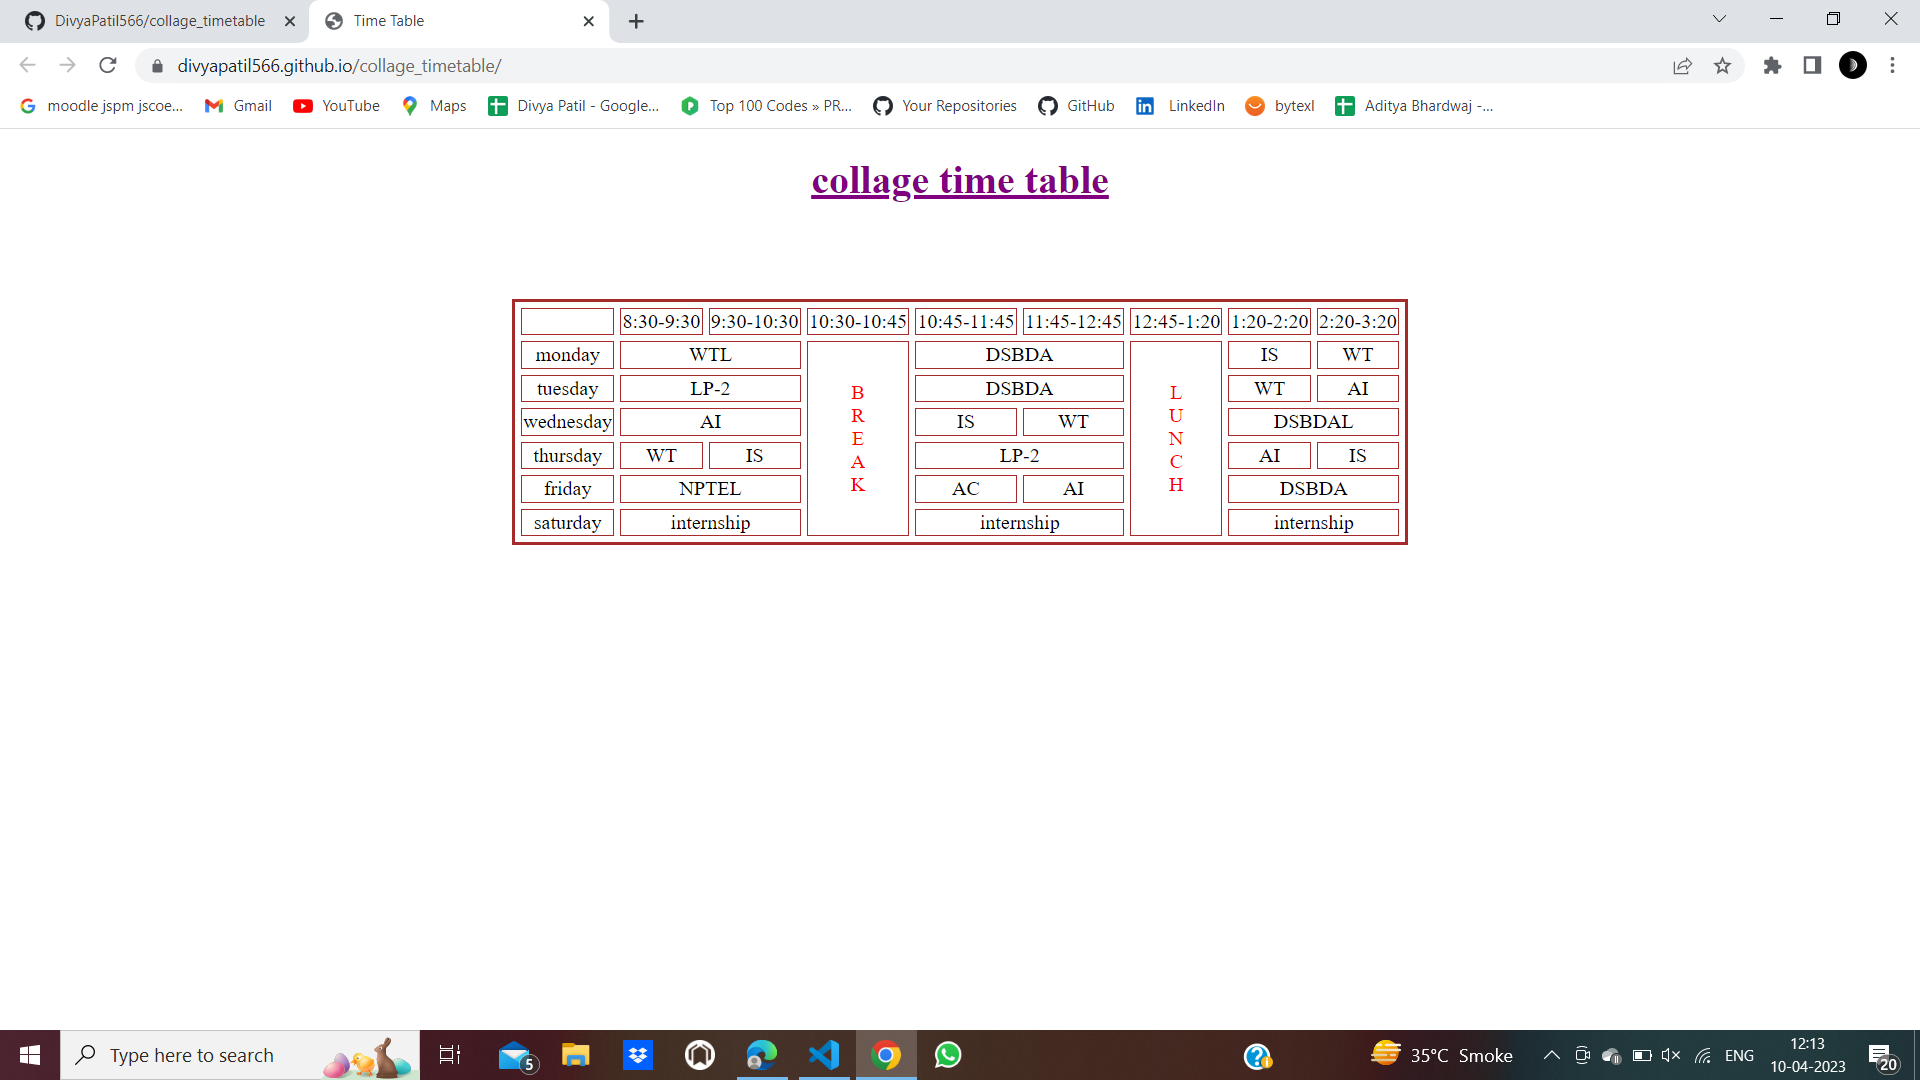 DivyaPatil566/collage_timetable Time Table
divyapatil566.github.io/collage_timetable/
moodle jspm jscoe... Gmail YouTube Maps Divya Patil - Google... Top 100 Codes » PR... Your Repositories GitHub LinkedIn bytexl Aditya Bhardwaj -...
collage time table
8:30-9:30 9:30-10:30 10:30-10:45 10:45-11:45 11:45-12:45 12:45-1:20 1:20-2:20 2:20-3:20
monday WTL DSBDA IS WT
tuesday LP-2 DSBDA WT AI
wednesday AI IS WT DSBDAL
thursday WT IS LP-2 AI IS
friday NPTEL AC AI DSBDA
saturday internship internship internship
B
R
E
A
K
L
U
N
C
H
Type here to search 5 35°C Smoke ENG 12:13
10-04-2023 20